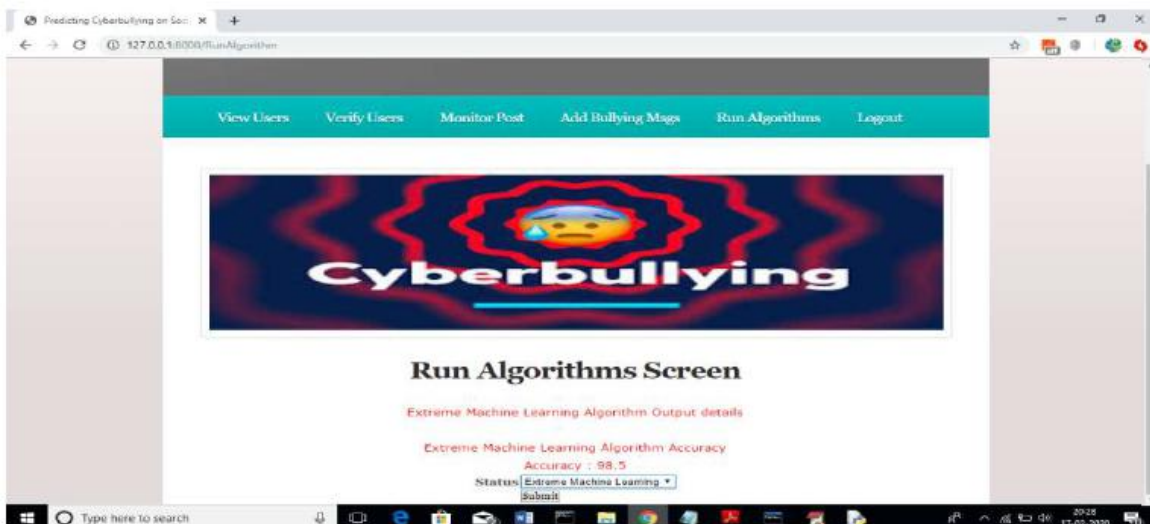 Predicting Cyberbullying on Soc
127.0.0.1:8000/RunAlgorithm
View Users Verify Users Monitor Post Add Bullying Msgs Run Algorithms Logout
Cyberbullying
Run Algorithms Screen
Extreme Machine Learning Algorithm Output details
Extreme Machine Learning Algorithm Accuracy
Accuracy : 98.5
Status Extreme Machine Learning
Submit
Type here to search
20:28